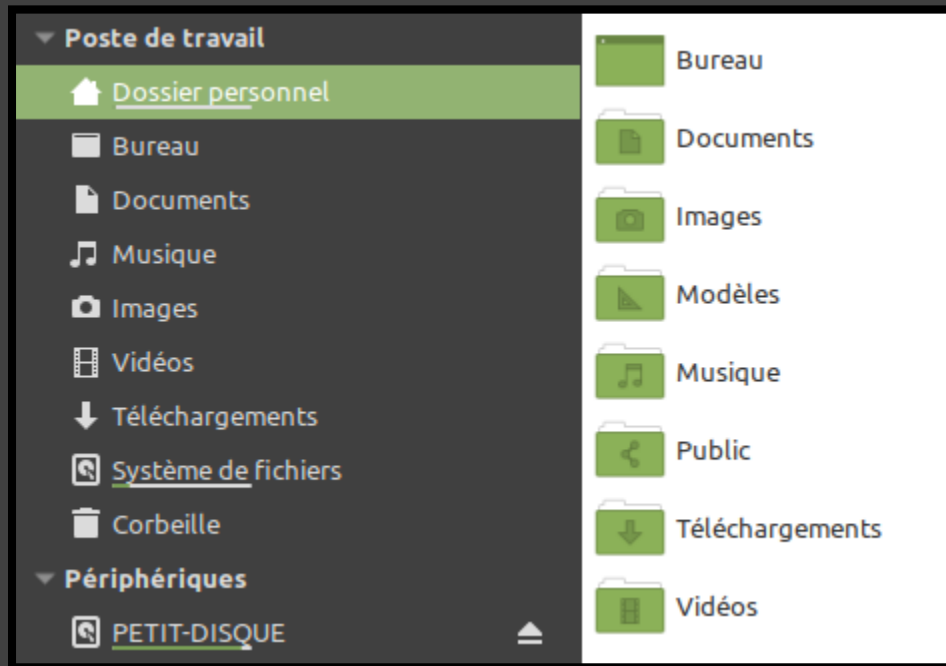 Poste de travail
Dossier personnel
Bureau
Documents
Musique
Images
Vidéos
Téléchargements
Système de fichiers
Corbeille
Périphériques
PETIT-DISQUE
Bureau
Documents
Images
Modèles
Musique
Public
Téléchargements
Vidéos